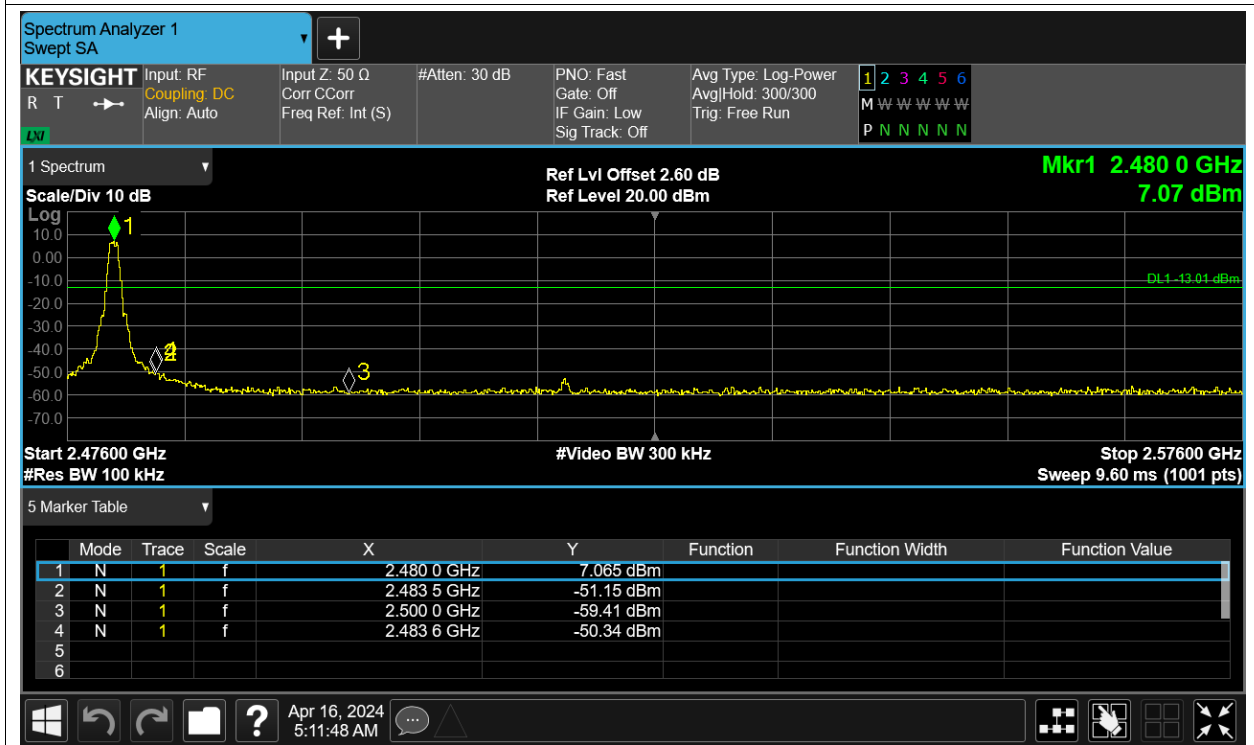 Spectrum Analyzer 1
Swept SA
KEYSIGHT Input: RF Input Z: 50 Ω #Atten: 30 dB PNO: Fast Avg Type: Log-Power 1 2 3 4 5 6
R T Coupling: DC Corr CCorr Gate: Off Avg|Hold: 300/300 M W W W W W
Align: Auto Freq Ref: Int (S) IF Gain: Low Trig: Free Run
LXI Sig Track: Off P N N N N N
1 Spectrum Ref Lvl Offset 2.60 dB Mkr1 2.480 0 GHz
Scale/Div 10 dB Ref Level 20.00 dBm 7.07 dBm
Log
1
10.0
0.00
-10.0 DL1 -13.01 dBm
-20.0
-30.0
-40.0
2 4
3
-50.0
-60.0
-70.0
Start 2.47600 GHz #Video BW 300 kHz Stop 2.57600 GHz
#Res BW 100 kHz Sweep 9.60 ms (1001 pts)
5 Marker Table
Mode Trace Scale X Y Function Function Width Function Value
1 N 1 f 2.480 0 GHz 7.065 dBm
2 N 1 f 2.483 5 GHz -51.15 dBm
3 N 1 f 2.500 0 GHz -59.41 dBm
4 N 1 f 2.483 6 GHz -50.34 dBm
5
6
? Apr 16, 2024
5:11:48 AM